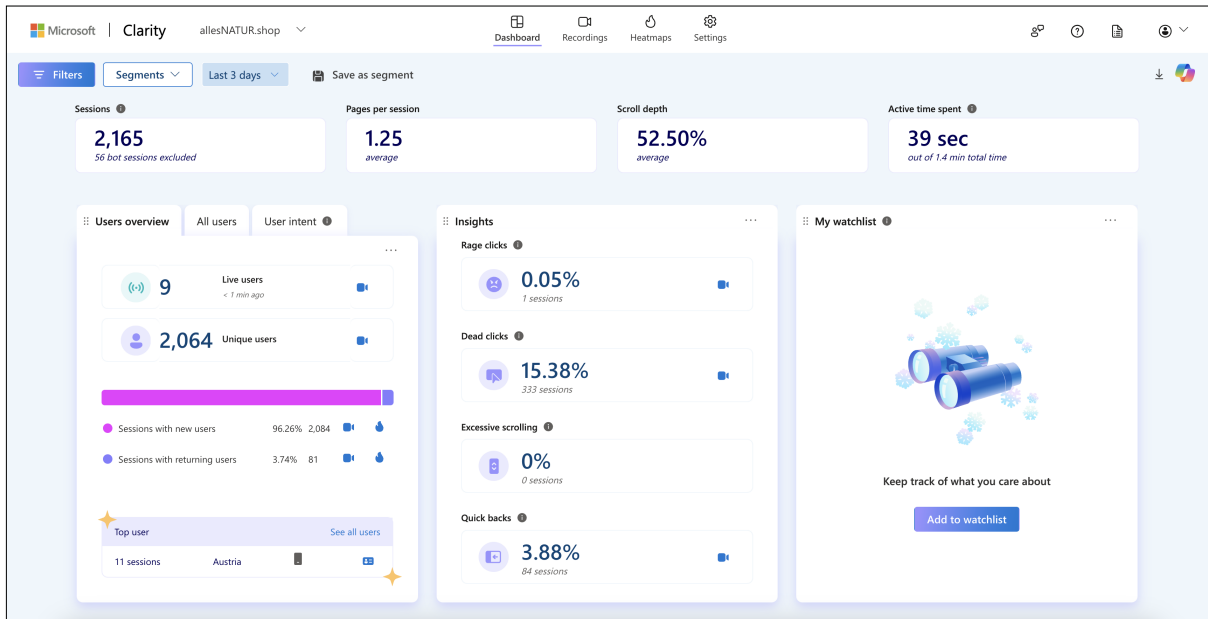 Microsoft | Clarity allesNATUR.shop
Dashboard Recordings Heatmaps Settings
Filters Segments Last 3 days Save as segment
Sessions Pages per session Scroll depth Active time spent
2,165 1.25 52.50% 39 sec
56 bot sessions excluded average average out of 1.4 min total time
Users overview All users User intent
9 Live users
< 1 min ago
2,064 Unique users
Sessions with new users 96.26% 2,084
Sessions with returning users 3.74% 81
Top user See all users
11 sessions Austria
Insights
Rage clicks
0.05%
1 sessions
Dead clicks
15.38%
333 sessions
Excessive scrolling
0%
0 sessions
Quick backs
3.88%
84 sessions
My watchlist
Keep track of what you care about
Add to watchlist